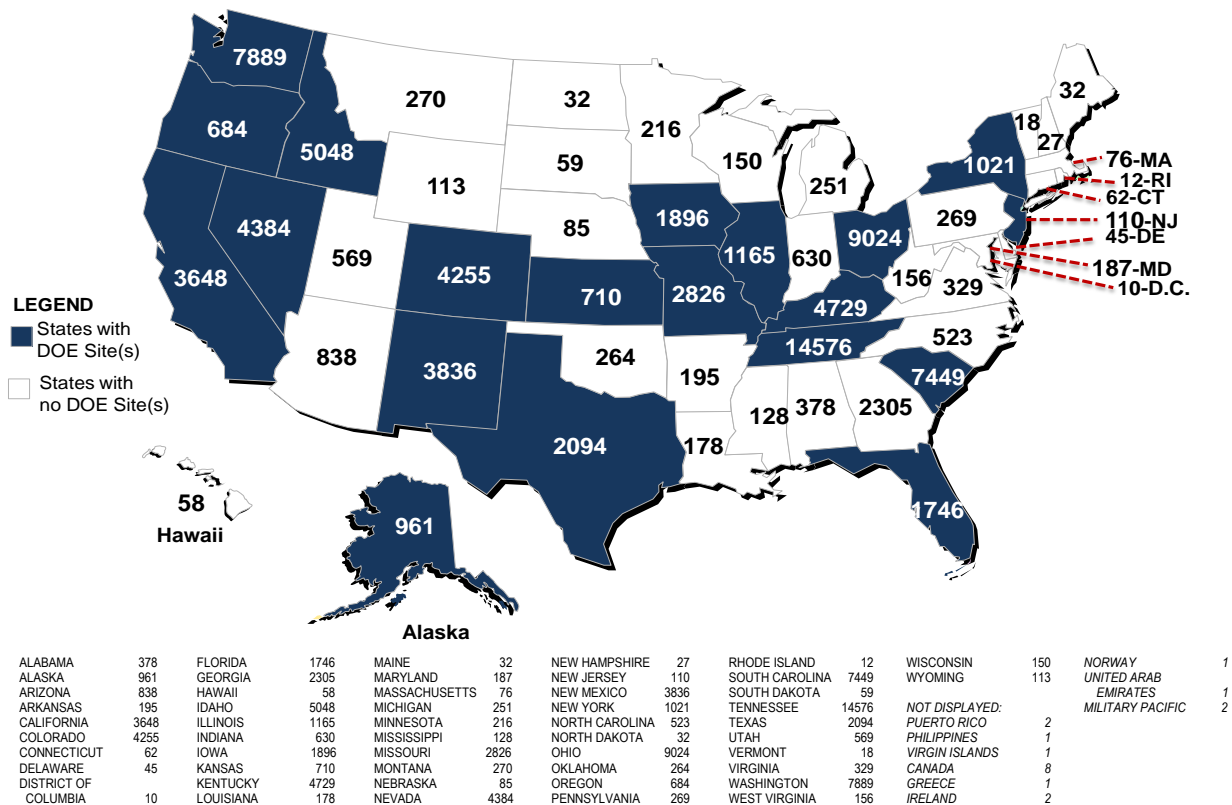 7889
270
32
216
150
251
32
18
27
684
5048
113
59
1021
76-MA
12-RI
62-CT
110-NJ
45-DE
187-MD
10-D.C.
4384
569
85
1896
1165
630
9024
269
156
329
3648
4255
710
2826
4729
LEGEND
States with
DOE Site(s)
States with
no DOE Site(s)
838
3836
264
195
14576
523
7449
2094
178
128
378
2305
1746
58
Hawaii
961
Alaska
ALABAMA 378 FLORIDA 1746 MAINE 32 NEW HAMPSHIRE 27 RHODE ISLAND 12 WISCONSIN 150 NORWAY 1
ALASKA 961 GEORGIA 2305 MARYLAND 187 NEW JERSEY 110 SOUTH CAROLINA 7449 WYOMING 113 UNITED ARAB
ARIZONA 838 HAWAII 58 MASSACHUSETTS 76 NEW MEXICO 3836 SOUTH DAKOTA 59 EMIRATES 1
ARKANSAS 195 IDAHO 5048 MICHIGAN 251 NEW YORK 1021 TENNESSEE 14576 NOT DISPLAYED: MILITARY PACIFIC 2
CALIFORNIA 3648 ILLINOIS 1165 MINNESOTA 216 NORTH CAROLINA 523 TEXAS 2094 PUERTO RICO 2
COLORADO 4255 INDIANA 630 MISSISSIPPI 128 NORTH DAKOTA 32 UTAH 569 PHILIPPINES 1
CONNECTICUT 62 IOWA 1896 MISSOURI 2826 OHIO 9024 VERMONT 18 VIRGIN ISLANDS 1
DELAWARE 45 KANSAS 710 MONTANA 270 OKLAHOMA 264 VIRGINIA 329 CANADA 8
DISTRICT OF KENTUCKY 4729 NEBRASKA 85 OREGON 684 WASHINGTON 7889 GREECE 1
COLUMBIA 10 LOUISIANA 178 NEVADA 4384 PENNSYLVANIA 269 WEST VIRGINIA 156 IRELAND 2